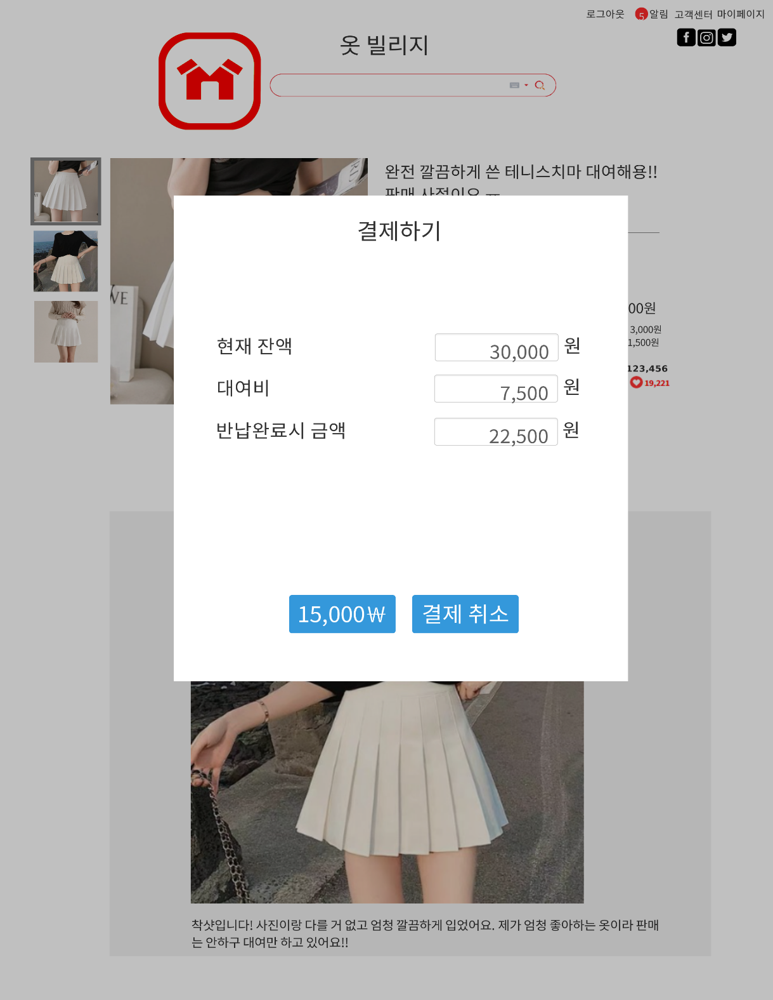 로그아웃 5 알림 고객센터 마이페이지
옷 빌리지
완전 깔끔하게 쓴 테니스치마 대여해용!!
판매 사절이요 ㅠ
결제하기
00원
3,000원
1,500원
123,456
19,221
현재 잔액 30,000 원
대여비 7,500 원
반납완료시 금액 22,500 원
15,000₩ 결제 취소
착샷입니다! 사진이랑 다를 거 없고 엄청 깔끔하게 입었어요. 제가 엄청 좋아하는 옷이라 판매
는 안하구 대여만 하고 있어요!!